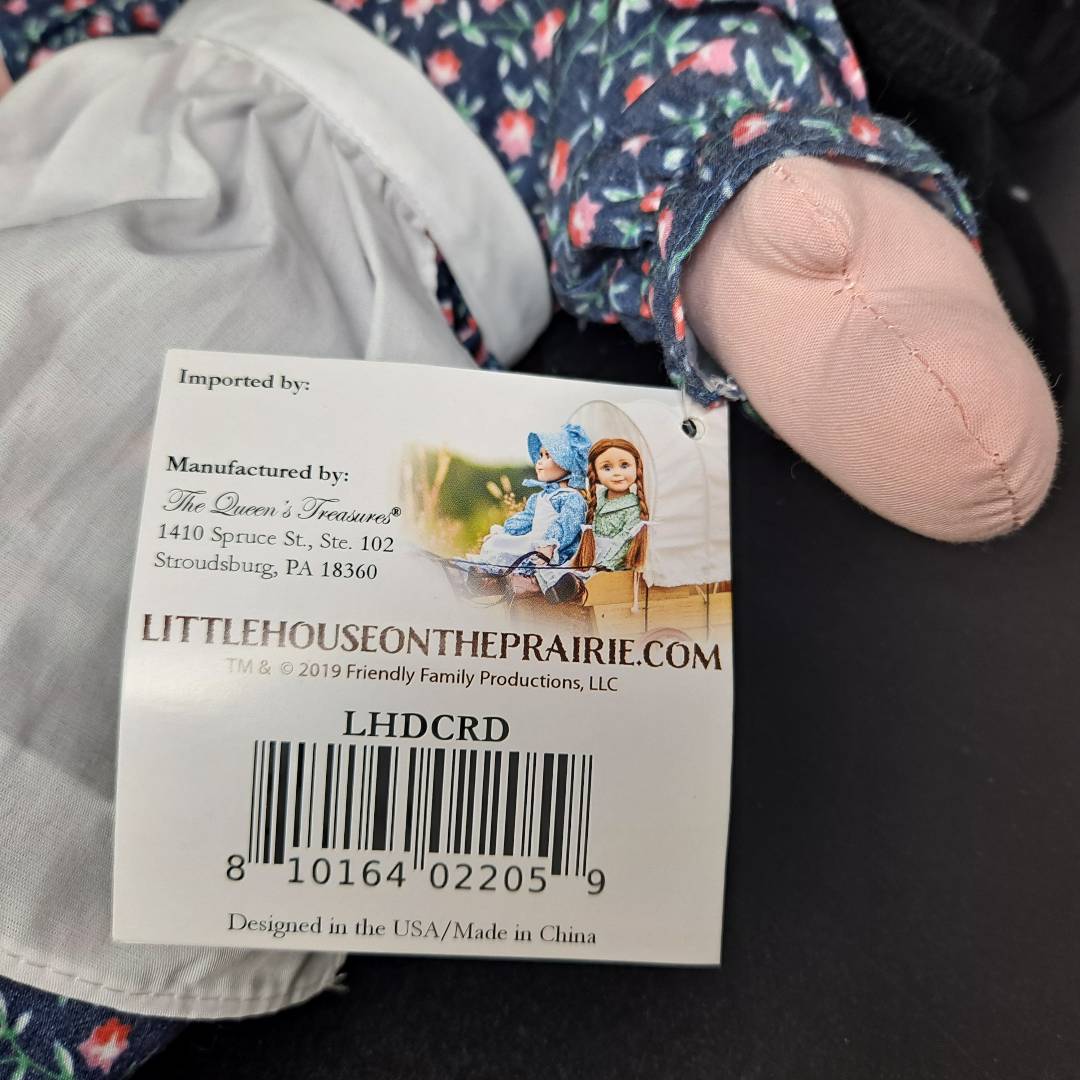 Imported by:
Manufactured by:
The Queen's Treasures®
1410 Spruce St., Ste. 102
Stroudsburg, PA 18360
LITTLEHOUSEONTHEPRAIRIE.COM
TM & © 2019 Friendly Family Productions, LLC
LHDCRD
8 10164 02205 9
Designed in the USA/Made in China